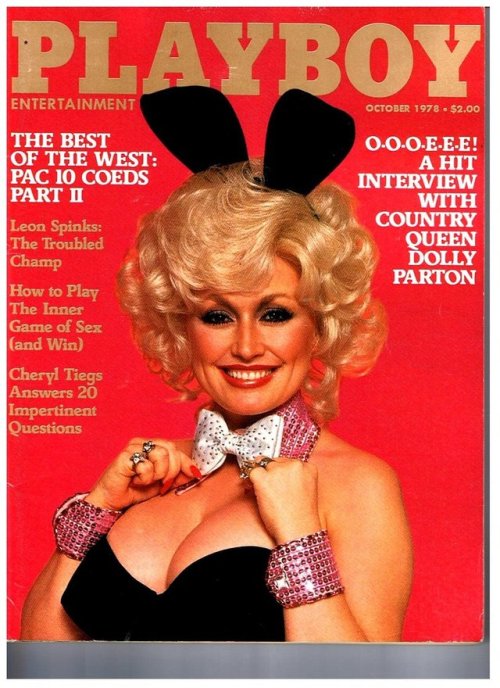 PLAYBOY
ENTERTAINMENT
OCTOBER 1978 • $2.00
THE BEST
OF THE WEST:
PAC 10 COEDS
PART II
Leon Spinks:
The Troubled
Champ
How to Play
The Inner
Game of Sex
(and Win)
Cheryl Tiegs
Answers 20
Impertinent
Questions
O-O-O-E-E-E!
A HIT
INTERVIEW
WITH
COUNTRY
QUEEN
DOLLY
PARTON